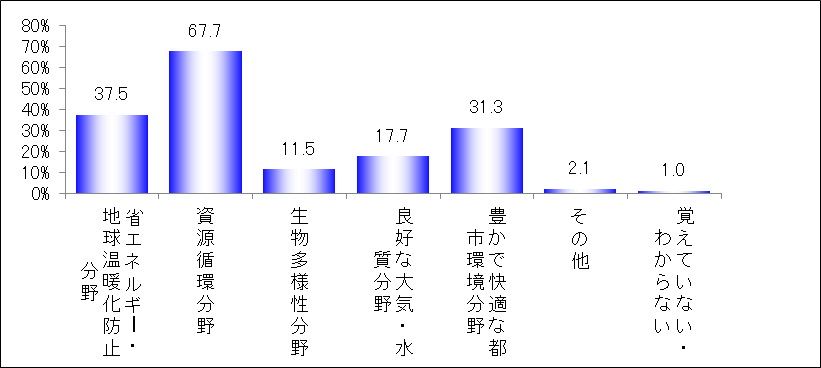 80%
70%
60%
50%
40%
30%
20%
10%
0%
37.5
67.7
11.5
17.7
31.3
2.1
1.0
省エネルギー・
地球温暖化防止
分野
資源循環分野
生物多様性分野
良好な大気・水
質分野
豊かで快適な都
市環境分野
その他
覚えていない・
わからない